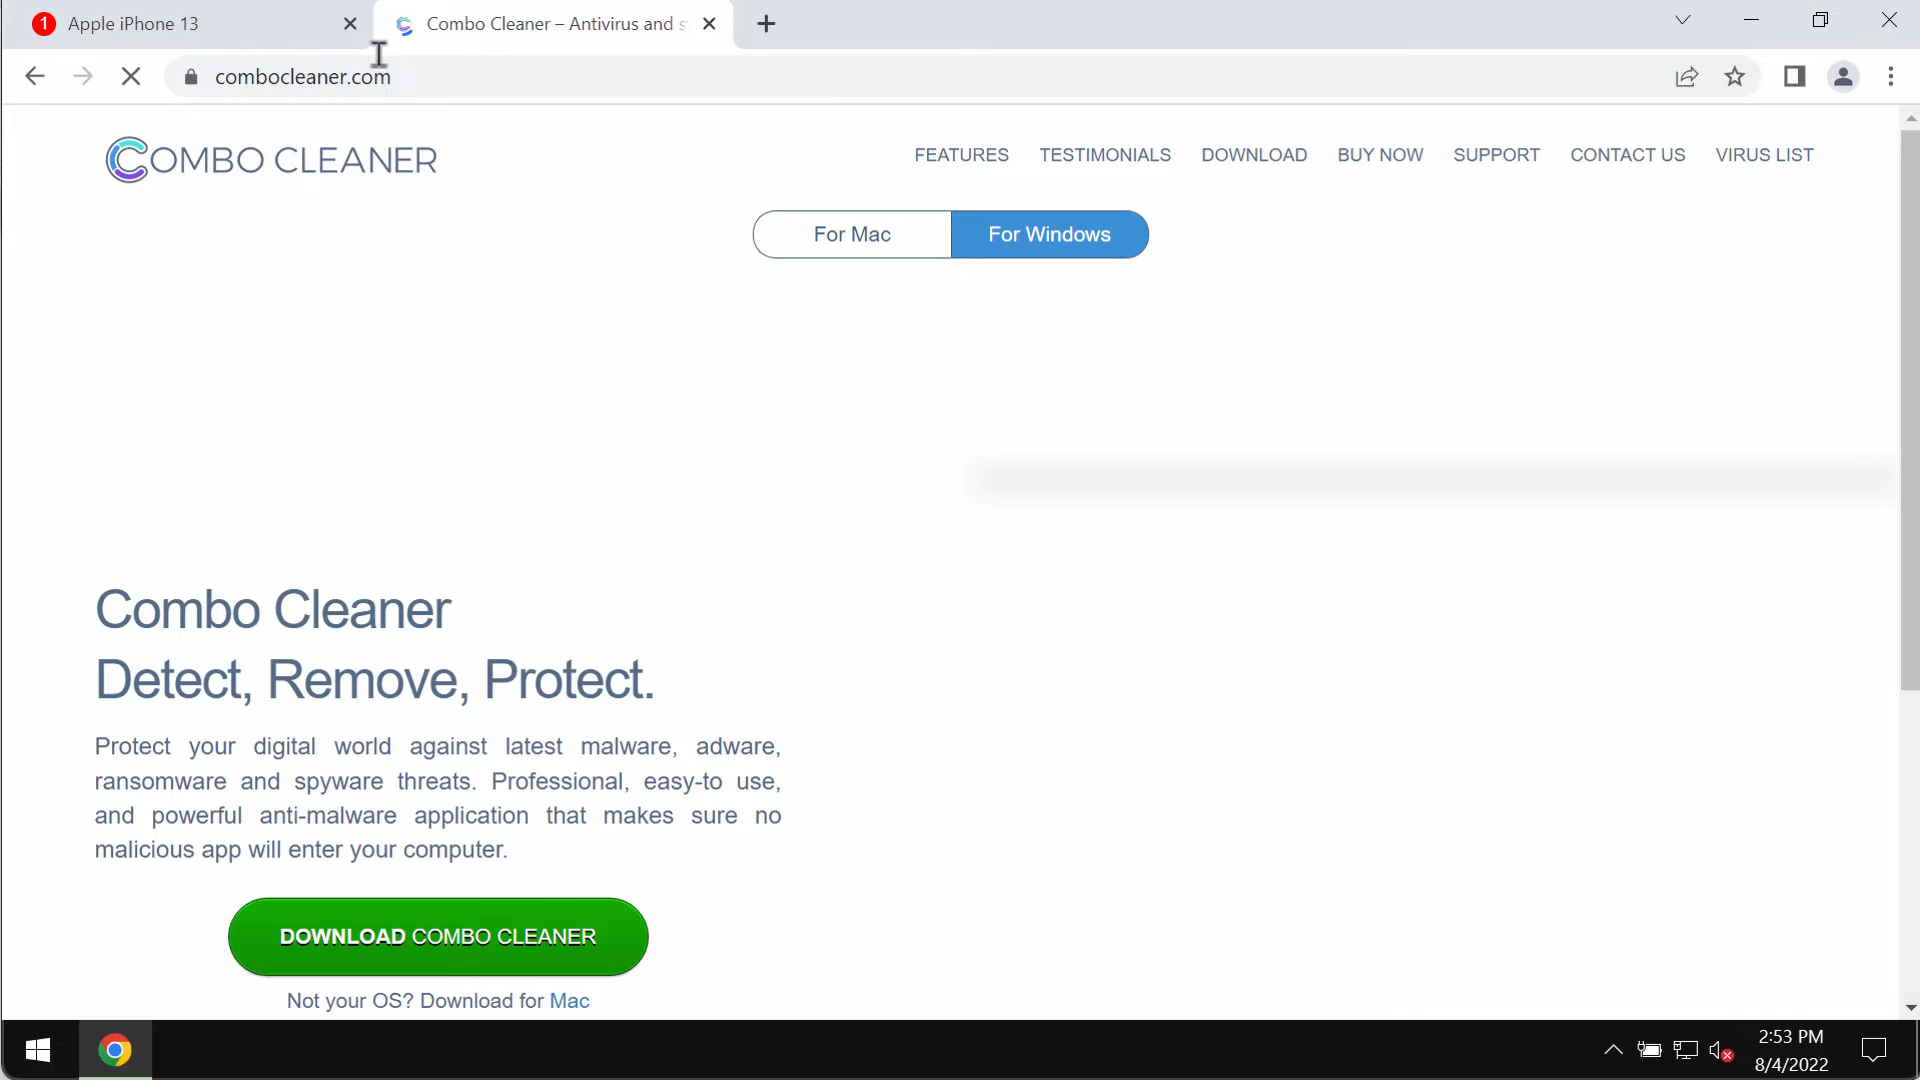 1 Apple iPhone 13
Combo Cleaner – Antivirus and s
combocleaner.com
COMBO CLEANER
FEATURES TESTIMONIALS DOWNLOAD BUY NOW SUPPORT CONTACT US VIRUS LIST
For Mac For Windows
Combo Cleaner
Detect, Remove, Protect.
Protect your digital world against latest malware, adware,
ransomware and spyware threats. Professional, easy-to use,
and powerful anti-malware application that makes sure no
malicious app will enter your computer.
DOWNLOAD COMBO CLEANER
Not your OS? Download for Mac
2:53 PM
8/4/2022